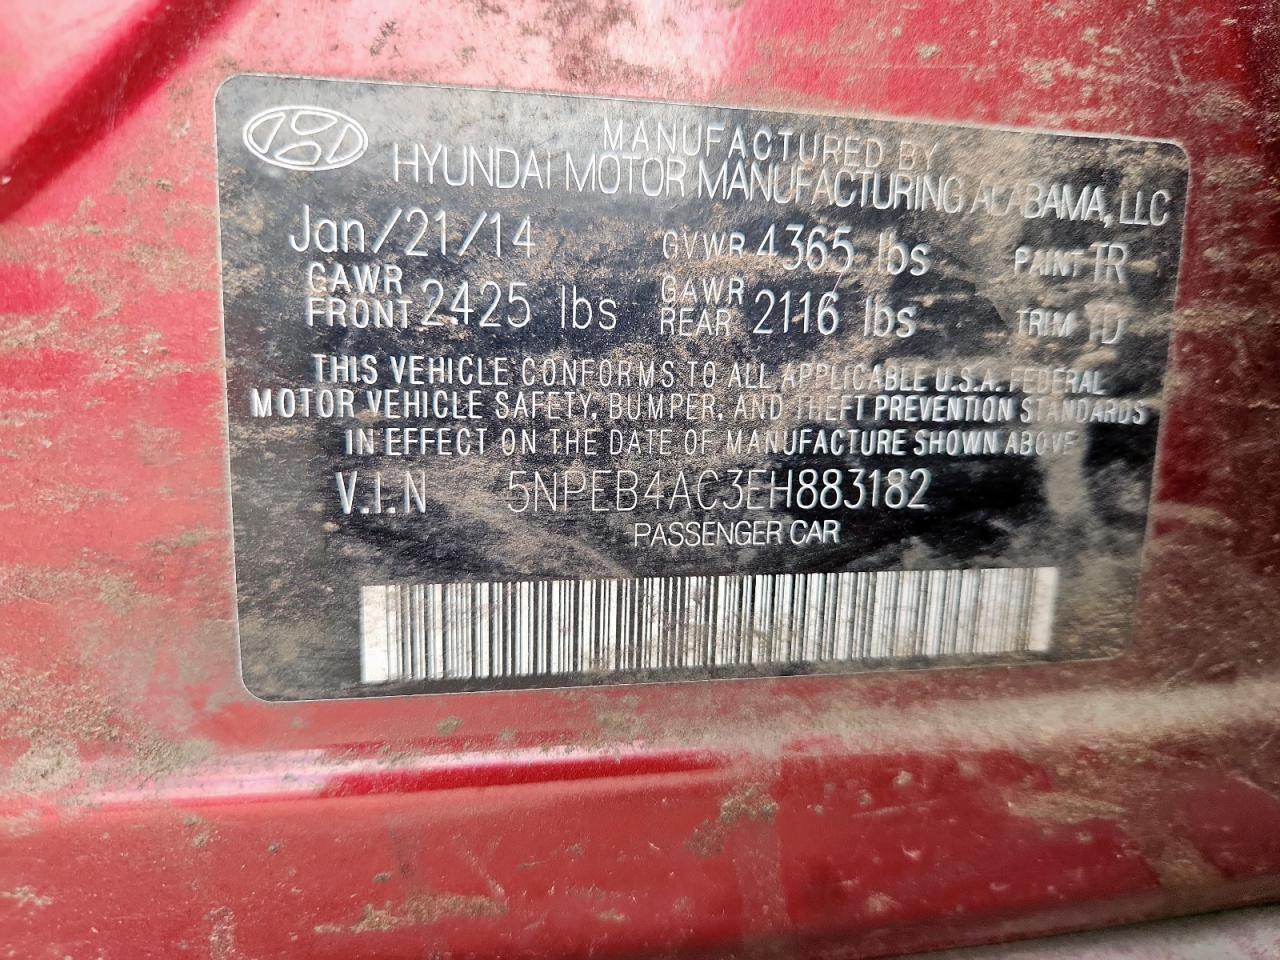 MANUFACTURED BY
HYUNDAI MOTOR MANUFACTURING ALABAMA, LLC
Jan/21/14 GVWR 4365 lbs PAINT TR
GAWR FRONT 2425 lbs GAWR REAR 2116 lbs TRIM YD
THIS VEHICLE CONFORMS TO ALL APPLICABLE U.S.A. FEDERAL
MOTOR VEHICLE SAFETY, BUMPER, AND THEFT PREVENTION STANDARDS
IN EFFECT ON THE DATE OF MANUFACTURE SHOWN ABOVE
V.I.N 5NPEB4AC3EH883182
PASSENGER CAR